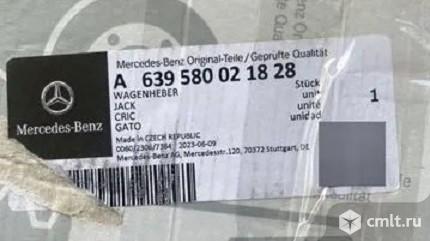 Mercedes-Benz Original-Teile/Geprüfte Qualität
A 639 580 02 18 28
WAGENHEBER Stück
JACK unit
CRIC unité
GATO unidad
1
Mercedes-Benz
Made in CZECH REPUBLIC
2023-06-09
Mercedes-Benz AG, Mercedesstr.120, 70372 Stuttgart, DE
cmlt.ru